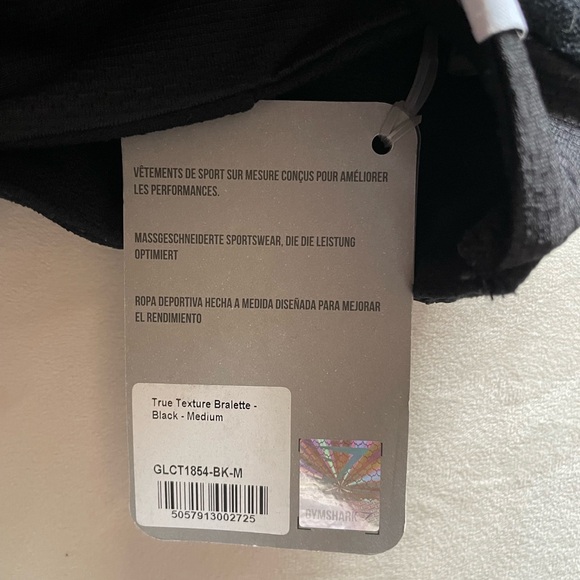 VÊTEMENTS DE SPORT SUR MESURE CONÇUS POUR AMÉLIORER
LES PERFORMANCES.
MASSGESCHNEIDERTE SPORTSWEAR, DIE DIE LEISTUNG
OPTIMIERT
ROPA DEPORTIVA HECHA A MEDIDA DISEÑADA PARA MEJORAR
EL RENDIMIENTO
True Texture Bralette -
Black - Medium
GLCT1854-BK-M
5057913002725
GYMSHARK